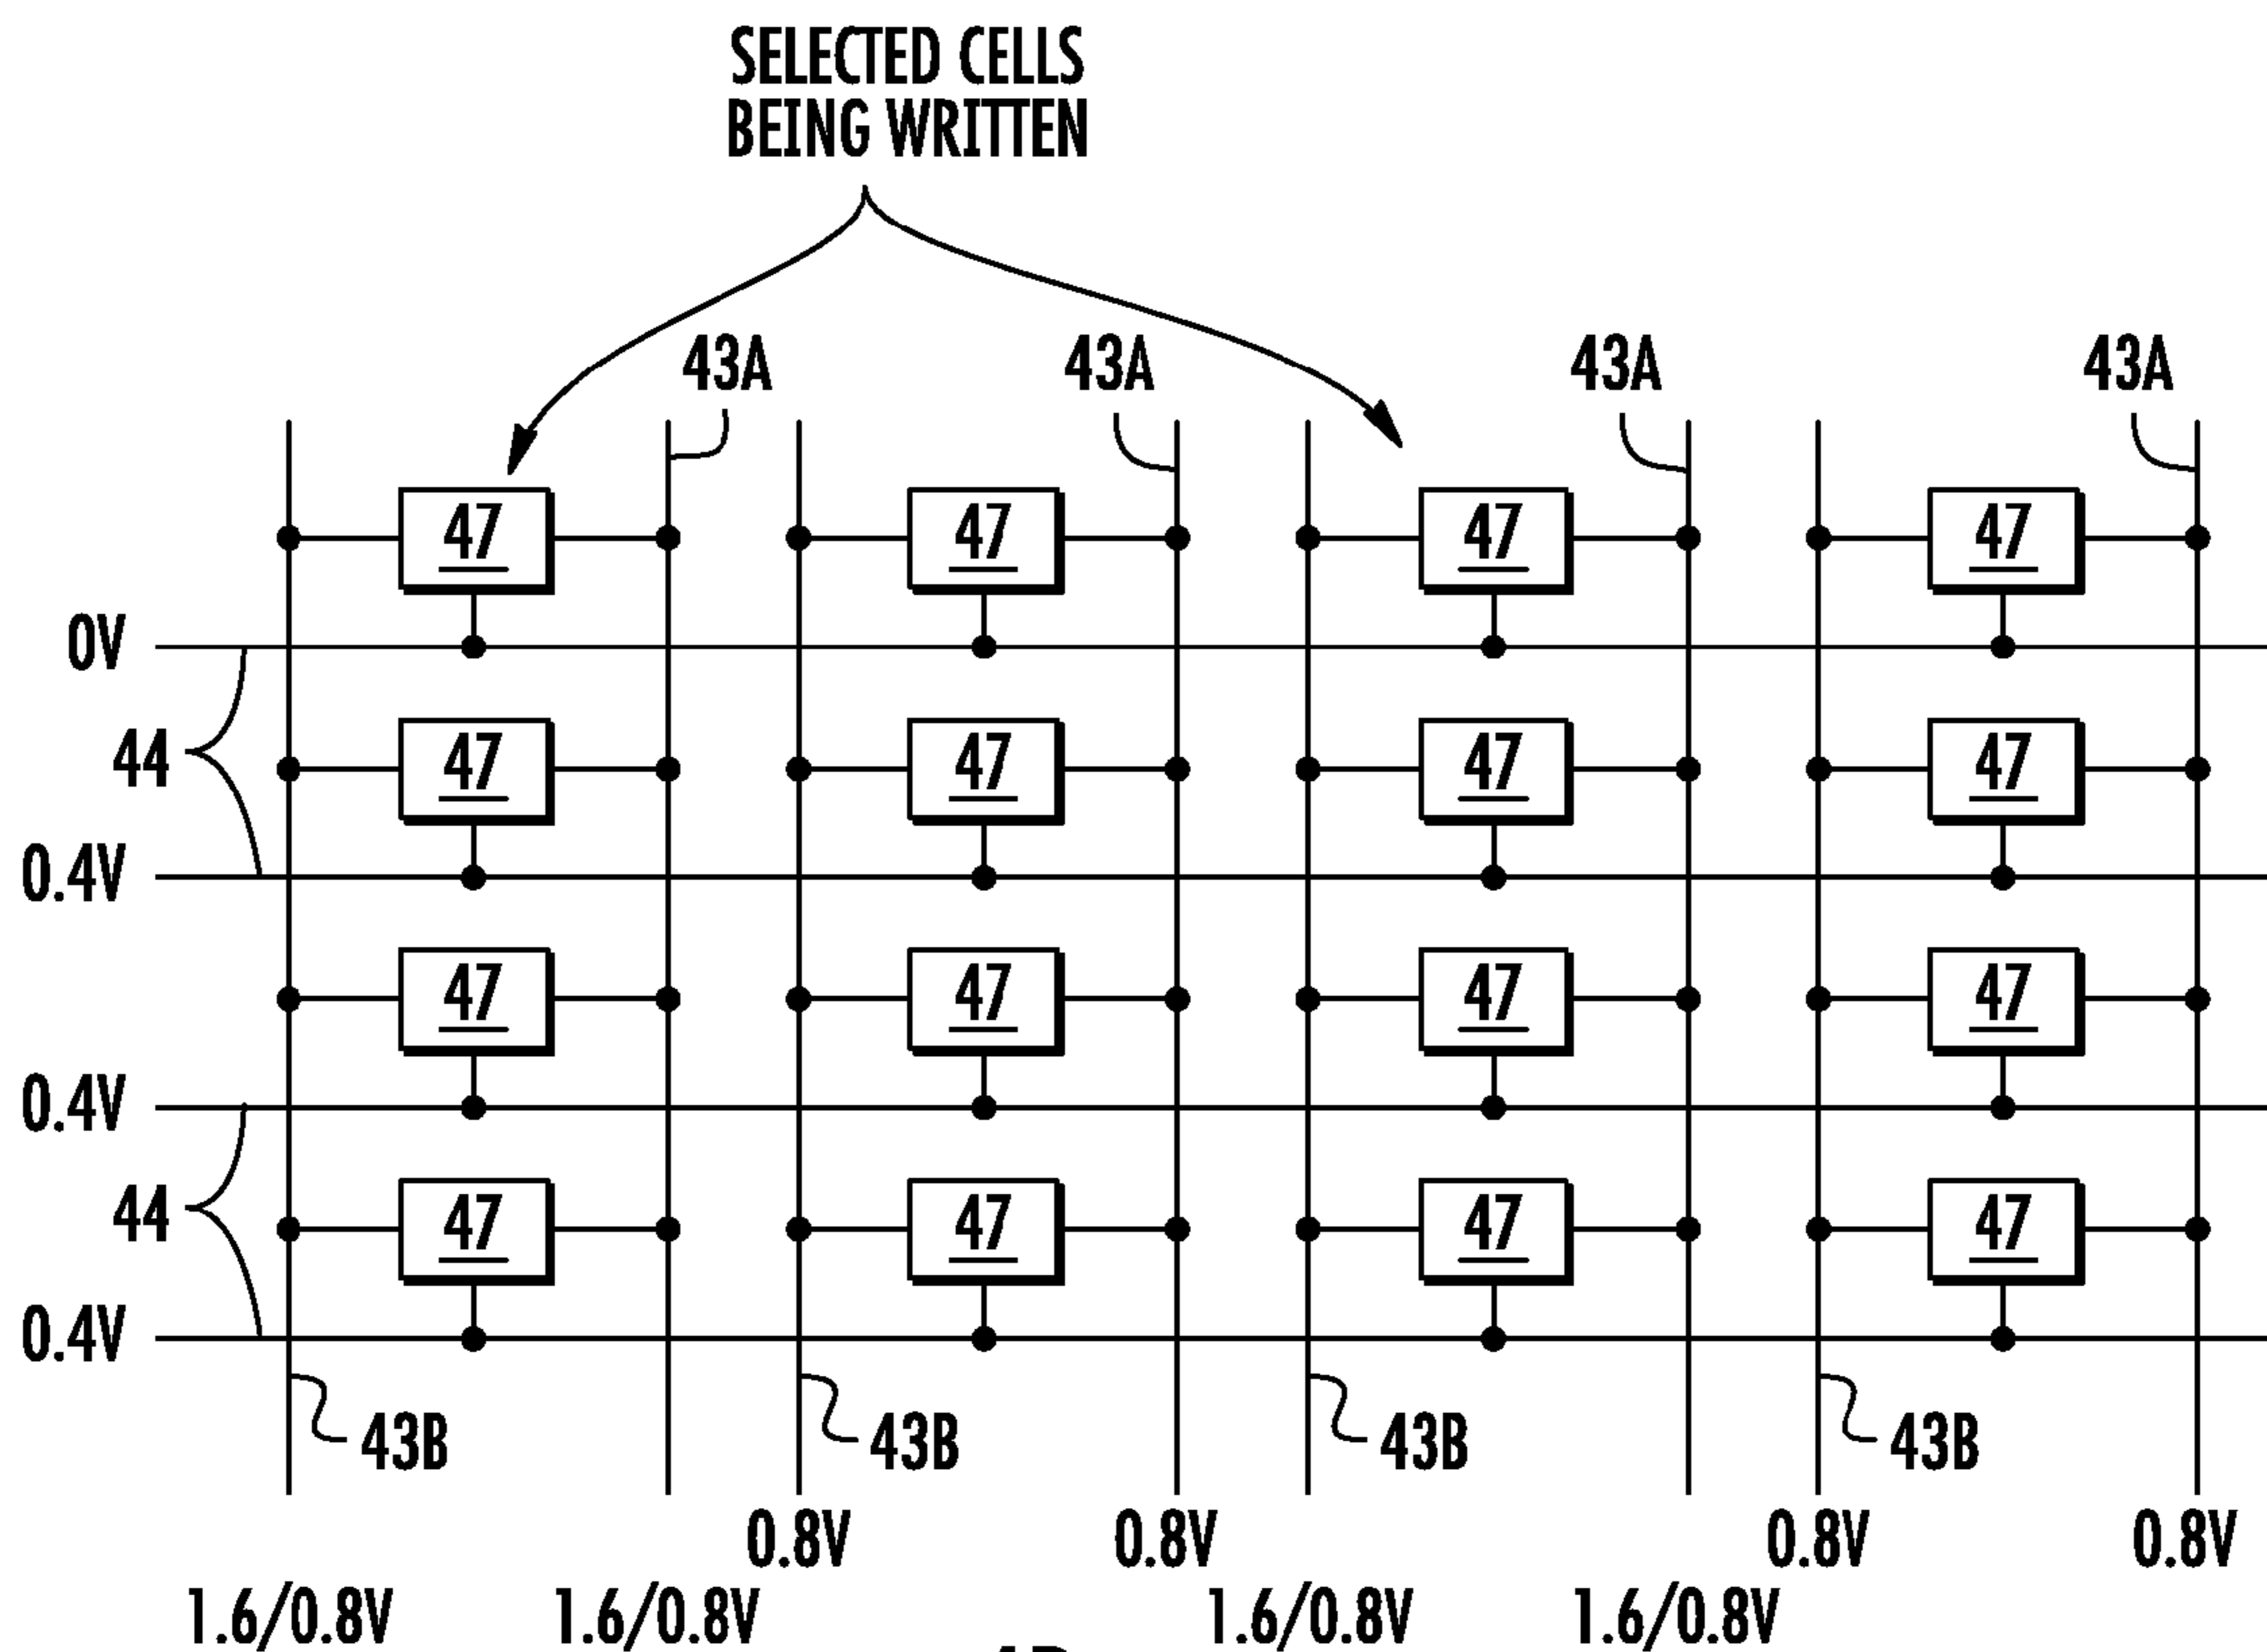 SELECTED CELLS
BEING WRITTEN
43A 43A 43A 43A
47 47 47 47
0V
44
47 47 47 47
0.4V
47 47 47 47
0.4V
44
47 47 47 47
0.4V
43B 43B 43B 43B
0.8V 0.8V 0.8V 0.8V
1.6/0.8V 1.6/0.8V 1.6/0.8V 1.6/0.8V